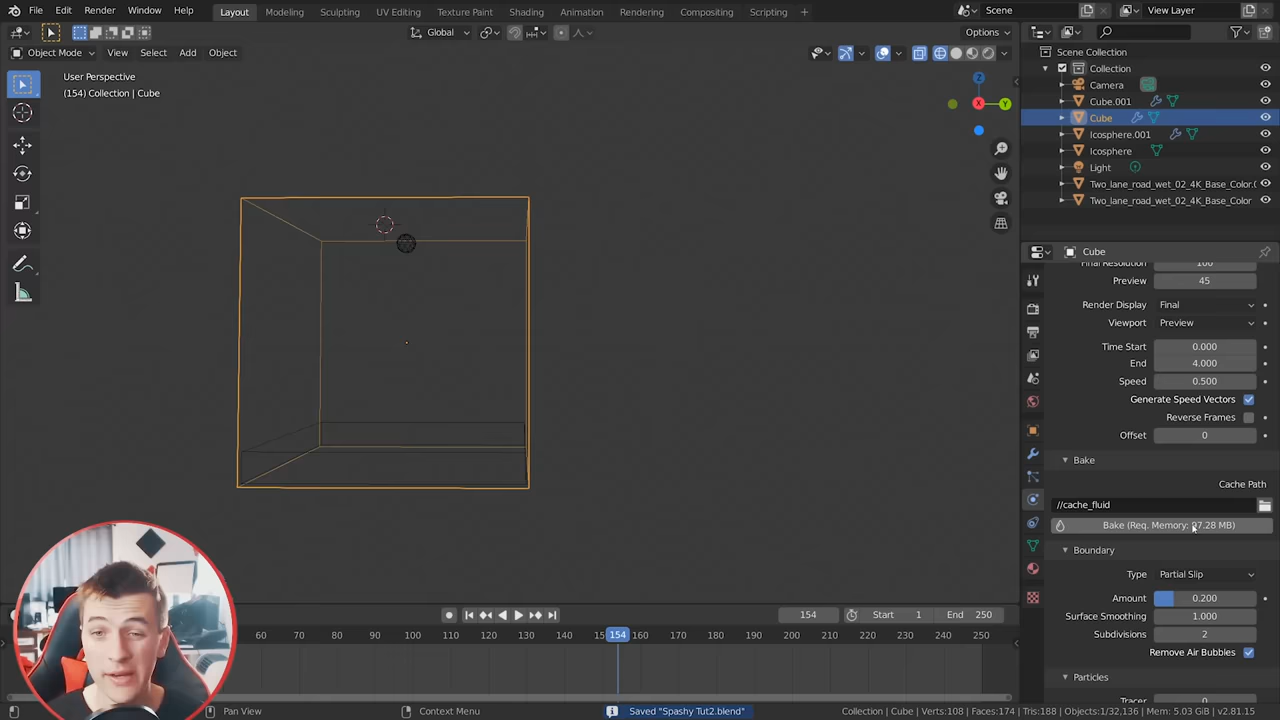 File Edit Render Window Help Layout Modeling Sculpting UV Editing Texture Paint Shading Animation Rendering Compositing Scripting Scene View Layer
Global Options
Object Mode View Select Add Object
User Perspective
(154) Collection | Cube
X Y Z
Scene Collection
Collection
Camera
Cube.001
Cube
Icosphere.001
Icosphere
Light
Two_lane_road_wet_02_4K_Base_Color.(
Two_lane_road_wet_02_4K_Base_Color
Cube
Final Resolution 100
Preview 45
Render Display Final
Viewport Preview
Time Start 0.000
End 4.000
Speed 0.500
Generate Speed Vectors
Reverse Frames
Offset 0
Bake
Cache Path
//cache_fluid
Bake (Req. Memory: 97.28 MB)
Boundary
Type Partial Slip
Amount 0.200
Surface Smoothing 1.000
Subdivisions 2
Remove Air Bubbles
Particles
Tracer 0
154 Start 1 End 250
60 70 80 90 100 110 120 130 140 154 160 170 180 190 200 210 220 230 240 250
Pan View Context Menu Saved "Spashy Tut2.blend" Collection | Cube | Verts:108 | Faces:174 | Tris:188 | Objects:1/32,136 | Mem: 5.03 GiB | v2.81.15